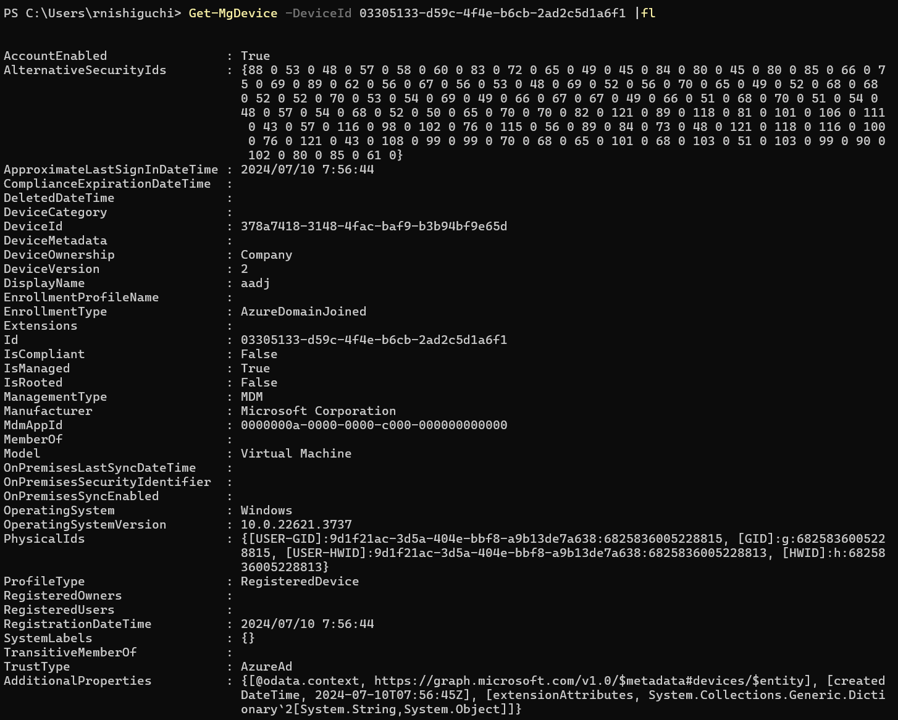 PS C:\Users\rnishiguchi> Get-MgDevice -DeviceId 03305133-d59c-4f4e-b6cb-2ad2c5d1a6f1 |fl
AccountEnabled : True
AlternativeSecurityIds : {88 0 53 0 48 0 57 0 58 0 60 0 83 0 72 0 65 0 49 0 45 0 84 0 80 0 45 0 80 0 85 0 66 0 7
5 0 69 0 89 0 62 0 56 0 67 0 56 0 53 0 48 0 69 0 52 0 56 0 70 0 65 0 49 0 52 0 68 0 68
0 52 0 52 0 70 0 53 0 54 0 69 0 49 0 66 0 67 0 67 0 49 0 66 0 51 0 68 0 70 0 51 0 54 0
48 0 57 0 54 0 68 0 52 0 50 0 65 0 70 0 70 0 82 0 121 0 89 0 118 0 81 0 101 0 106 0 111
0 43 0 57 0 116 0 98 0 102 0 76 0 115 0 56 0 89 0 84 0 73 0 48 0 121 0 118 0 116 0 100
0 76 0 121 0 43 0 108 0 99 0 99 0 70 0 68 0 65 0 101 0 68 0 103 0 51 0 103 0 99 0 90 0
102 0 80 0 85 0 61 0}
ApproximateLastSignInDateTime : 2024/07/10 7:56:44
ComplianceExpirationDateTime :
DeletedDateTime :
DeviceCategory :
DeviceId : 378a7418-3148-4fac-baf9-b3b94bf9e65d
DeviceMetadata :
DeviceOwnership : Company
DeviceVersion : 2
DisplayName : aadj
EnrollmentProfileName :
EnrollmentType : AzureDomainJoined
Extensions :
Id : 03305133-d59c-4f4e-b6cb-2ad2c5d1a6f1
IsCompliant : False
IsManaged : True
IsRooted : False
ManagementType : MDM
Manufacturer : Microsoft Corporation
MdmAppId : 0000000a-0000-0000-c000-000000000000
MemberOf :
Model : Virtual Machine
OnPremisesLastSyncDateTime :
OnPremisesSecurityIdentifier :
OnPremisesSyncEnabled :
OperatingSystem : Windows
OperatingSystemVersion : 10.0.22621.3737
PhysicalIds : {[USER-GID]:9d1f21ac-3d5a-404e-bbf8-a9b13de7a638:6825836005228815, [GID]:g:682583600522
8815, [USER-HWID]:9d1f21ac-3d5a-404e-bbf8-a9b13de7a638:6825836005228813, [HWID]:h:68258
36005228813}
ProfileType : RegisteredDevice
RegisteredOwners :
RegisteredUsers :
RegistrationDateTime : 2024/07/10 7:56:44
SystemLabels : {}
TransitiveMemberOf :
TrustType : AzureAd
AdditionalProperties : {[@odata.context, https://graph.microsoft.com/v1.0/$metadata#devices/$entity], [created
DateTime, 2024-07-10T07:56:45Z], [extensionAttributes, System.Collections.Generic.Dicti
onary`2[System.String,System.Object]]}